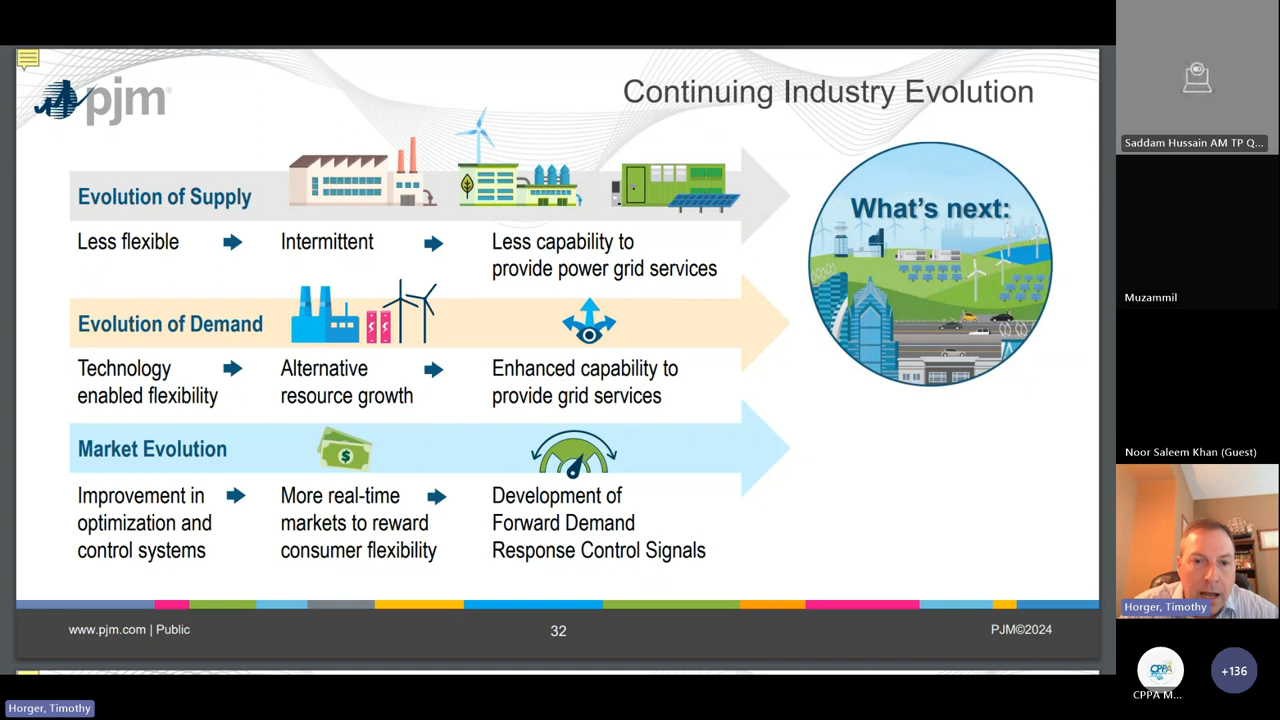 pjm
Continuing Industry Evolution
Evolution of Supply
Less flexible
Intermittent
Less capability to
provide power grid services
Evolution of Demand
Technology
enabled flexibility
Alternative
resource growth
Enhanced capability to
provide grid services
Market Evolution
$
Improvement in
optimization and
control systems
More real-time
markets to reward
consumer flexibility
Development of
Forward Demand
Response Control Signals
What's next:
www.pjm.com | Public
32
PJM©2024
Saddam Hussain AM TP Q...
Muzammil
Noor Saleem Khan (Guest)
Horger, Timothy
CPPA
CPPA M...
+136
Horger, Timothy